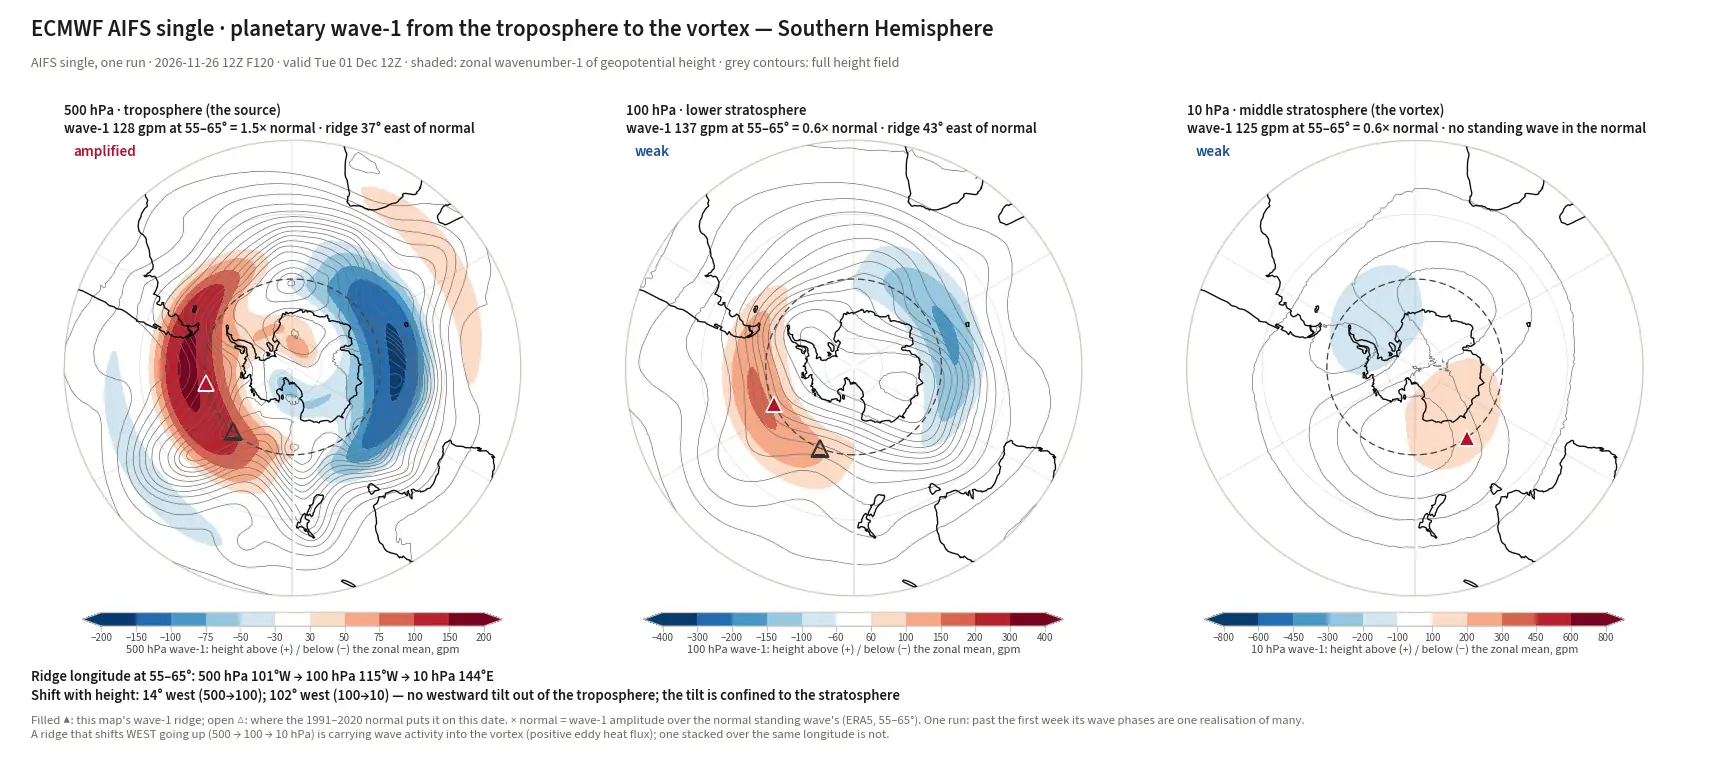 ECMWF AIFS single · planetary wave-1 from the troposphere to the vortex — Southern Hemisphere
AIFS single, one run · 2026-11-26 12Z F120 · valid Tue 01 Dec 12Z · shaded: zonal wavenumber-1 of geopotential height · grey contours: full height field
500 hPa · troposphere (the source)
wave-1 128 gpm at 55–65° = 1.5× normal · ridge 37° east of normal
amplified
100 hPa · lower stratosphere
wave-1 137 gpm at 55–65° = 0.6× normal · ridge 43° east of normal
weak
10 hPa · middle stratosphere (the vortex)
wave-1 125 gpm at 55–65° = 0.6× normal · no standing wave in the normal
weak
−200 −150 −100 −75 −50 −30 30 50 75 100 150 200
500 hPa wave-1: height above (+) / below (−) the zonal mean, gpm
−400 −300 −200 −150 −100 −60 60 100 150 200 300 400
100 hPa wave-1: height above (+) / below (−) the zonal mean, gpm
−800 −600 −450 −300 −200 −100 100 200 300 450 600 800
10 hPa wave-1: height above (+) / below (−) the zonal mean, gpm
Ridge longitude at 55–65°: 500 hPa 101°W → 100 hPa 115°W → 10 hPa 144°E
Shift with height: 14° west (500→100); 102° west (100→10) — no westward tilt out of the troposphere; the tilt is confined to the stratosphere
Filled ▲: this map's wave-1 ridge; open △: where the 1991–2020 normal puts it on this date. × normal = wave-1 amplitude over the normal standing wave's (ERA5, 55–65°). One run: past the first week its wave phases are one realisation of many.
A ridge that shifts WEST going up (500 → 100 → 10 hPa) is carrying wave activity into the vortex (positive eddy heat flux); one stacked over the same longitude is not.